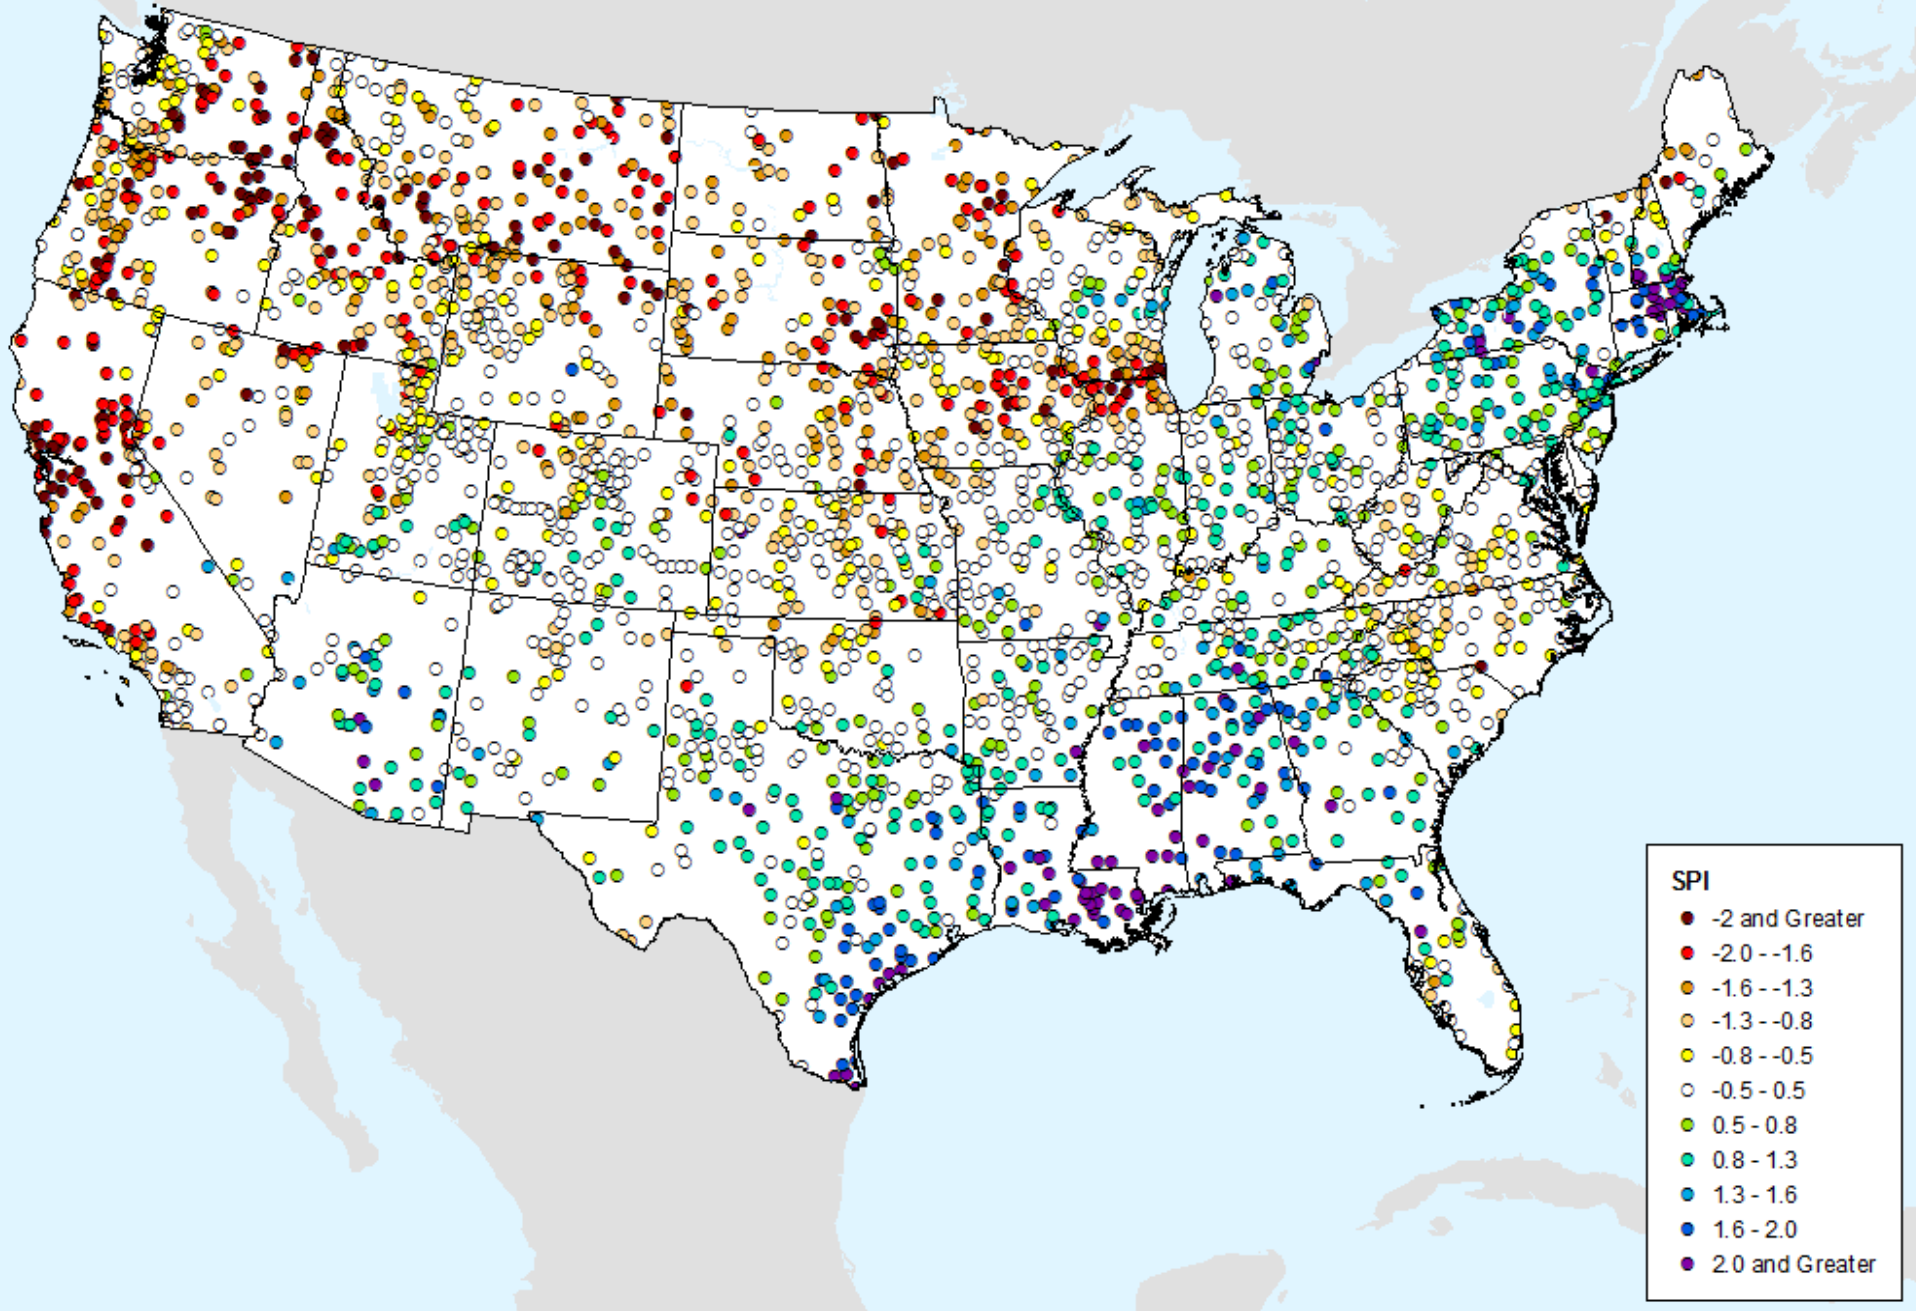 SPI
-2 and Greater
-2.0 - -1.6
-1.6 - -1.3
-1.3 - -0.8
-0.8 - -0.5
-0.5 - 0.5
0.5 - 0.8
0.8 - 1.3
1.3 - 1.6
1.6 - 2.0
2.0 and Greater